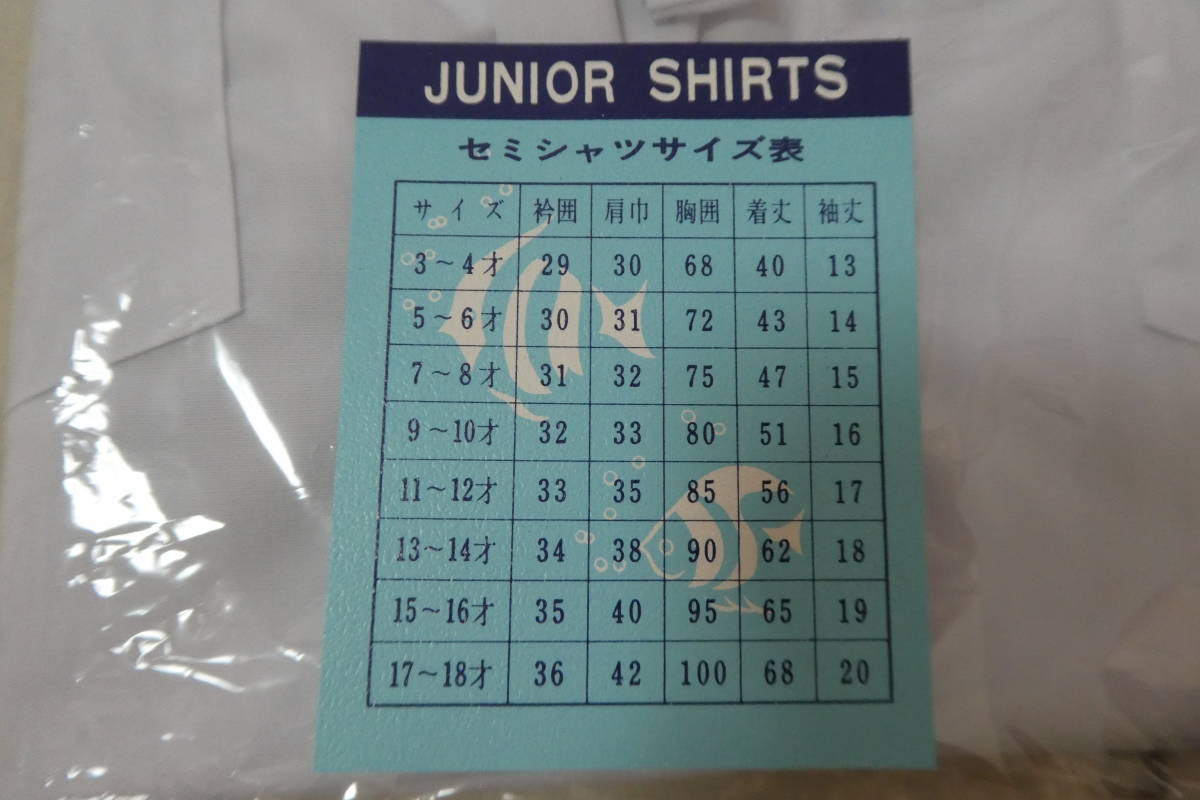 JUNIOR SHIRTS
セミシャツサイズ表
サイズ 衿囲 肩巾 胸囲 着丈 袖丈
3～4才 29 30 68 40 13
5～6才 30 31 72 43 14
7～8才 31 32 75 47 15
9～10才 32 33 80 51 16
11～12才 33 35 85 56 17
13～14才 34 38 90 62 18
15～16才 35 40 95 65 19
17～18才 36 42 100 68 20